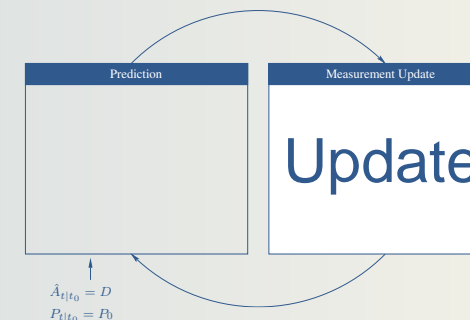 Prediction
Measurement Update
Update
Â_{t|t_0} = D
P_{t|t_0} = P_0